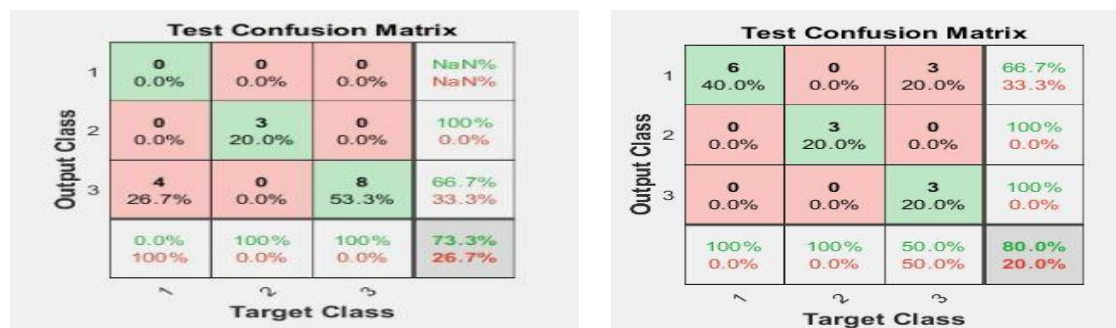 Test Confusion Matrix
Output Class
1
0 0 0 NaN%
0.0% 0.0% 0.0% NaN%
2
0 3 0 100%
0.0% 20.0% 0.0% 0.0%
3
4 0 8 66.7%
26.7% 0.0% 53.3% 33.3%
0.0% 100% 100% 73.3%
100% 0.0% 0.0% 26.7%
1 2 3
Target Class
Test Confusion Matrix
Output Class
1
6 0 3 66.7%
40.0% 0.0% 20.0% 33.3%
2
0 3 0 100%
0.0% 20.0% 0.0% 0.0%
3
0 0 3 100%
0.0% 0.0% 20.0% 0.0%
100% 100% 50.0% 80.0%
0.0% 0.0% 50.0% 20.0%
1 2 3
Target Class